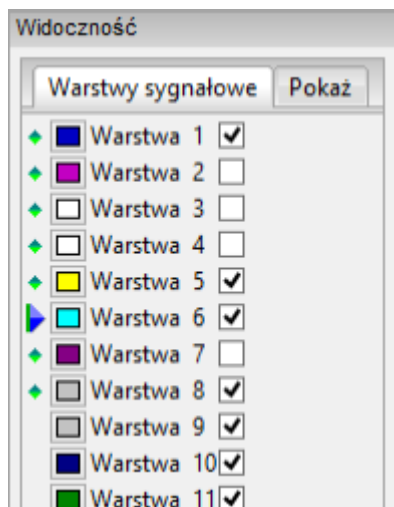 Widoczność
Warstwy sygnałowe Pokaż
Warstwa 1
Warstwa 2
Warstwa 3
Warstwa 4
Warstwa 5
Warstwa 6
Warstwa 7
Warstwa 8
Warstwa 9
Warstwa 10
Warstwa 11